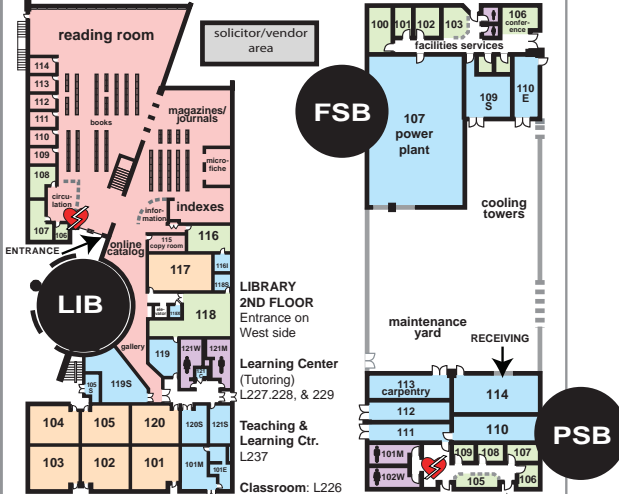 reading room
solicitor/vendor
area
114
113
112
111
110
109
108
107
106
books
magazines/
journals
micro-
fiche
circu-
lation
infor-
mation
indexes
ENTRANCE
online
catalog
115
copy room
116
117
116I
118S
118
LIB
gallery
119
121W
121M
105
S
119S
104
105
120
120S
121S
103
102
101
101M
101E
LIBRARY
2ND FLOOR
Entrance on
West side
Learning Center
(Tutoring)
L227.228, & 229
Teaching &
Learning Ctr.
L237
Classroom: L226
100
101
102
103
106
confer-
ence
facilities services
FSB
107
power
plant
109
S
110
E
cooling
towers
maintenance
yard
RECEIVING
113
carpentry
112
111
114
110
PSB
101M
102W
109
108
107
105
106